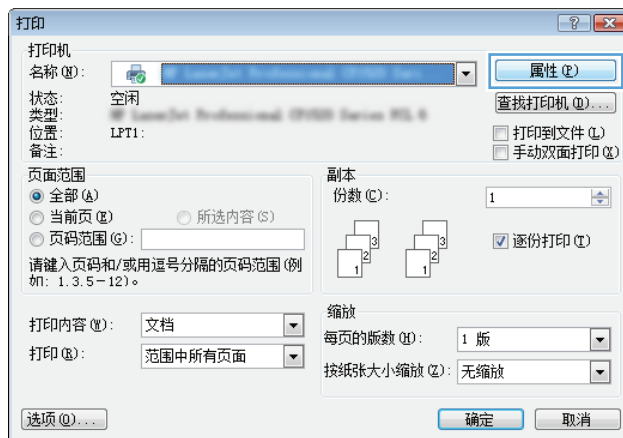 打印
打印机
名称(N):
属性(P)
状态: 空闲
类型:
查找打印机(D)...
位置: LPT1:
打印到文件(L)
备注:
手动双面打印(X)
页面范围
全部(A)
当前页(E) 所选内容(S)
页码范围(G):
请键入页码和/或用逗号分隔的页码范围(例
如: 1.3.5-12)。
副本
份数(C): 1
3
2
1
3
2
1
逐份打印(T)
打印内容(W): 文档
打印(R): 范围中所有页面
缩放
每页的版数(H): 1 版
按纸张大小缩放(Z): 无缩放
选项(O)...
确定 取消